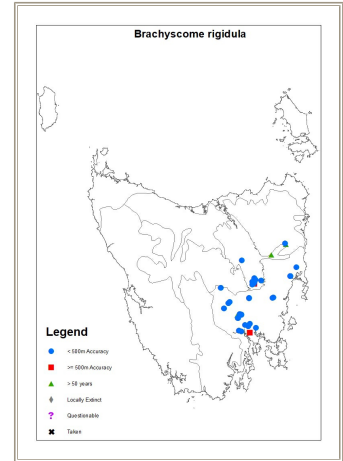 Brachyscome rigidula
Legend
< 500m Accuracy
>= 500m Accuracy
> 50 years
Locally Extinct
Questionable
Taken